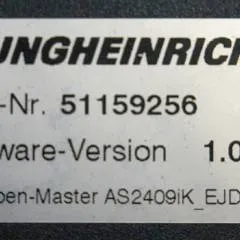 UNGHEINRICH
-Nr. 51159256
ware-Version 1.0
pen-Master AS2409iK_EJD